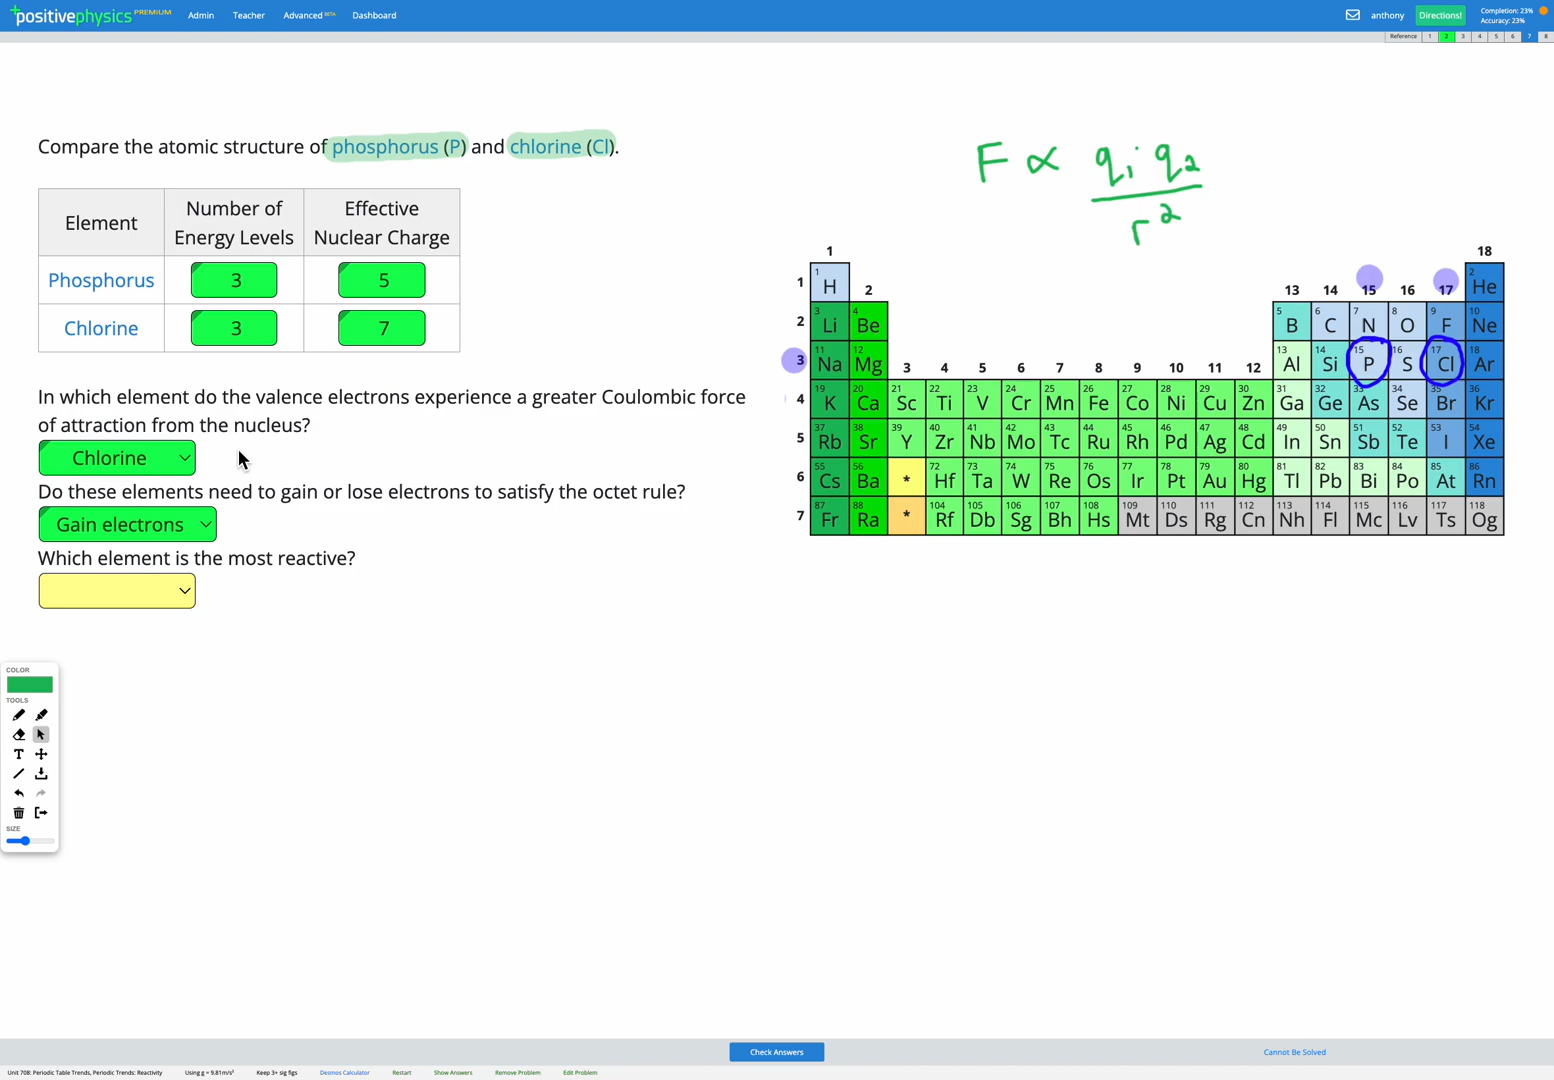 positivephysics PREMIUM Admin Teacher Advanced BETA Dashboard anthony Directions! Completion: 23%
Accuracy: 23%
Reference 1 2 3 4 5 6 7 8
Compare the atomic structure of phosphorus (P) and chlorine (Cl).
F ∝ q1 q2
r²
Element Number of Energy Levels Effective Nuclear Charge
Phosphorus 3 5
Chlorine 3 7
In which element do the valence electrons experience a greater Coulombic force
of attraction from the nucleus?
Chlorine
Do these elements need to gain or lose electrons to satisfy the octet rule?
Gain electrons
Which element is the most reactive?
1 18
1 1 H 2 13 14 15 16 17 2 He
2 3 Li 4 Be 5 B 6 C 7 N 8 O 9 F 10 Ne
3 11 Na 12 Mg 3 4 5 6 7 8 9 10 11 12 13 Al 14 Si 15 P 16 S 17 Cl 18 Ar
4 19 K 20 Ca 21 Sc 22 Ti 23 V 24 Cr 25 Mn 26 Fe 27 Co 28 Ni 29 Cu 30 Zn 31 Ga 32 Ge 33 As 34 Se 35 Br 36 Kr
5 37 Rb 38 Sr 39 Y 40 Zr 41 Nb 42 Mo 43 Tc 44 Ru 45 Rh 46 Pd 47 Ag 48 Cd 49 In 50 Sn 51 Sb 52 Te 53 I 54 Xe
6 55 Cs 56 Ba * 72 Hf 73 Ta 74 W 75 Re 76 Os 77 Ir 78 Pt 79 Au 80 Hg 81 Tl 82 Pb 83 Bi 84 Po 85 At 86 Rn
7 87 Fr 88 Ra * 104 Rf 105 Db 106 Sg 107 Bh 108 Hs 109 Mt 110 Ds 111 Rg 112 Cn 113 Nh 114 Fl 115 Mc 116 Lv 117 Ts 118 Og
COLOR
TOOLS
T
SIZE
Check Answers Cannot Be Solved
Unit 708: Periodic Table Trends, Periodic Trends: Reactivity Using g = 9.81m/s² Keep 3+ sig figs Desmos Calculator Restart Show Answers Remove Problem Edit Problem